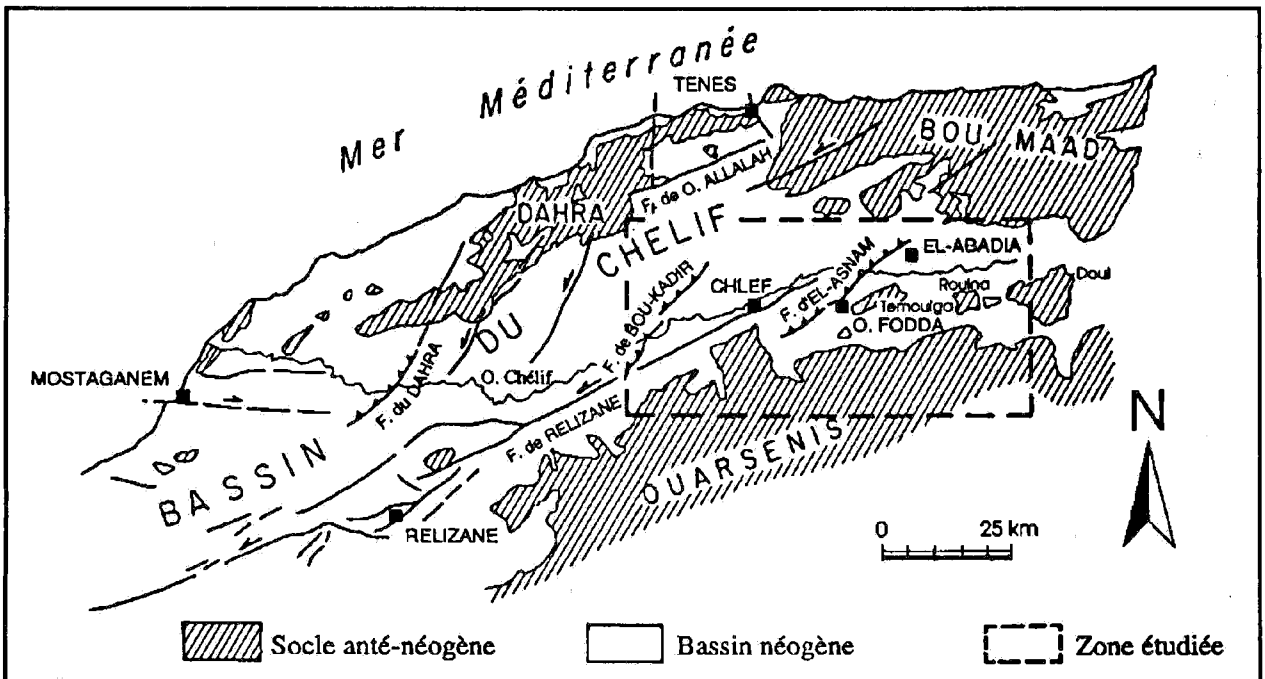 Mer Méditerranée
TENES
BOU MAAD
DAHRA
F. de O. ALLALAH
BASSIN DU CHELIF
EL-ABADIA
F. d'EL-ASNAM
CHLEF
F. de BOU-KADIR
Rouina
Doui
Temoulga
O. FODDA
MOSTAGANEM
F. du DAHRA
O. Chélif
F. de RELIZANE
OUARSENIS
RELIZANE
N
0 25 km
Socle anté-néogène
Bassin néogène
Zone étudiée